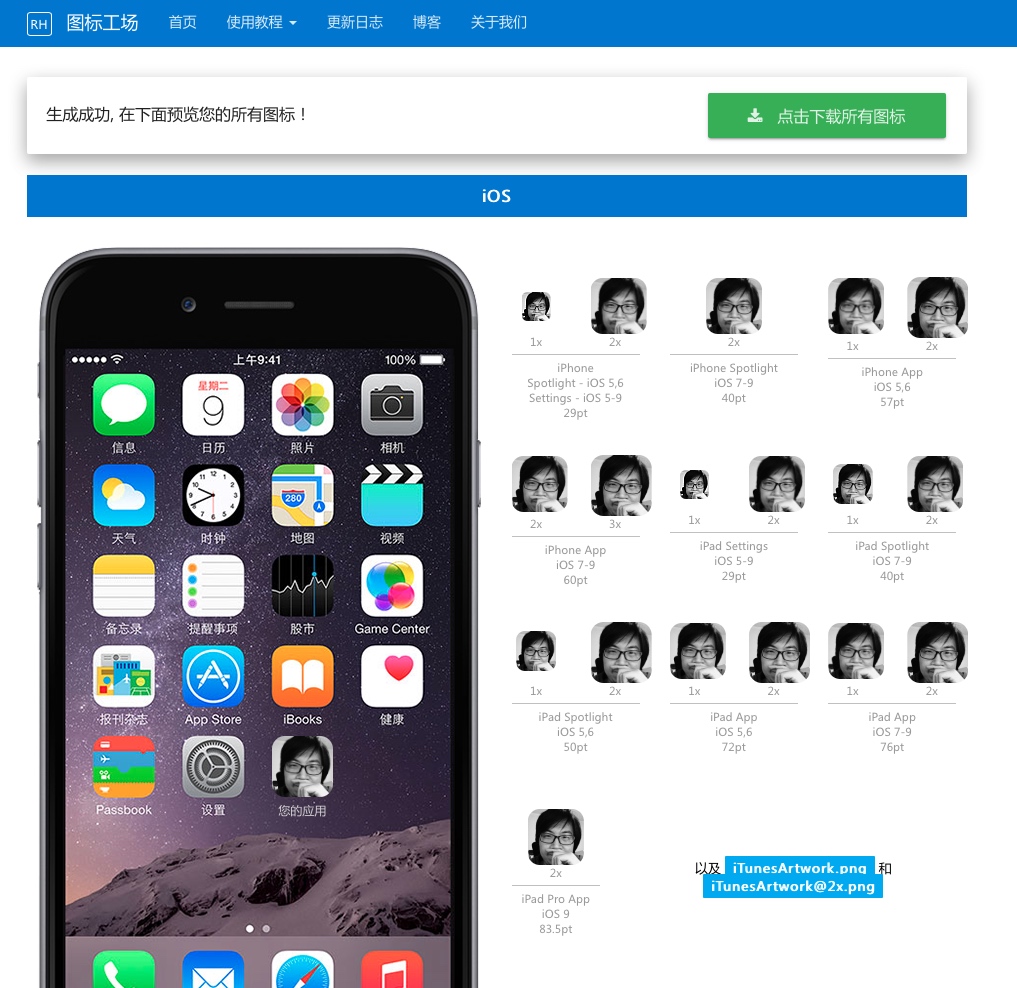 RH 图标工场 首页 使用教程 更新日志 博客 关于我们
生成成功, 在下面预览您的所有图标！
点击下载所有图标
iOS
上午9:41 100%
星期二
9
信息 日历 照片 相机
280
天气 时钟 地图 视频
备忘录 提醒事项 股市 Game Center
报刊杂志 App Store iBooks 健康
Passbook 设置 您的应用
1x 2x
iPhone
Spotlight - iOS 5,6
Settings - iOS 5-9
29pt
2x
iPhone Spotlight
iOS 7-9
40pt
1x 2x
iPhone App
iOS 5,6
57pt
2x 3x
iPhone App
iOS 7-9
60pt
1x 2x
iPad Settings
iOS 5-9
29pt
1x 2x
iPad Spotlight
iOS 7-9
40pt
1x 2x
iPad Spotlight
iOS 5,6
50pt
1x 2x
iPad App
iOS 5,6
72pt
1x 2x
iPad App
iOS 7-9
76pt
2x
iPad Pro App
iOS 9
83.5pt
以及 iTunesArtwork.png 和
iTunesArtwork@2x.png